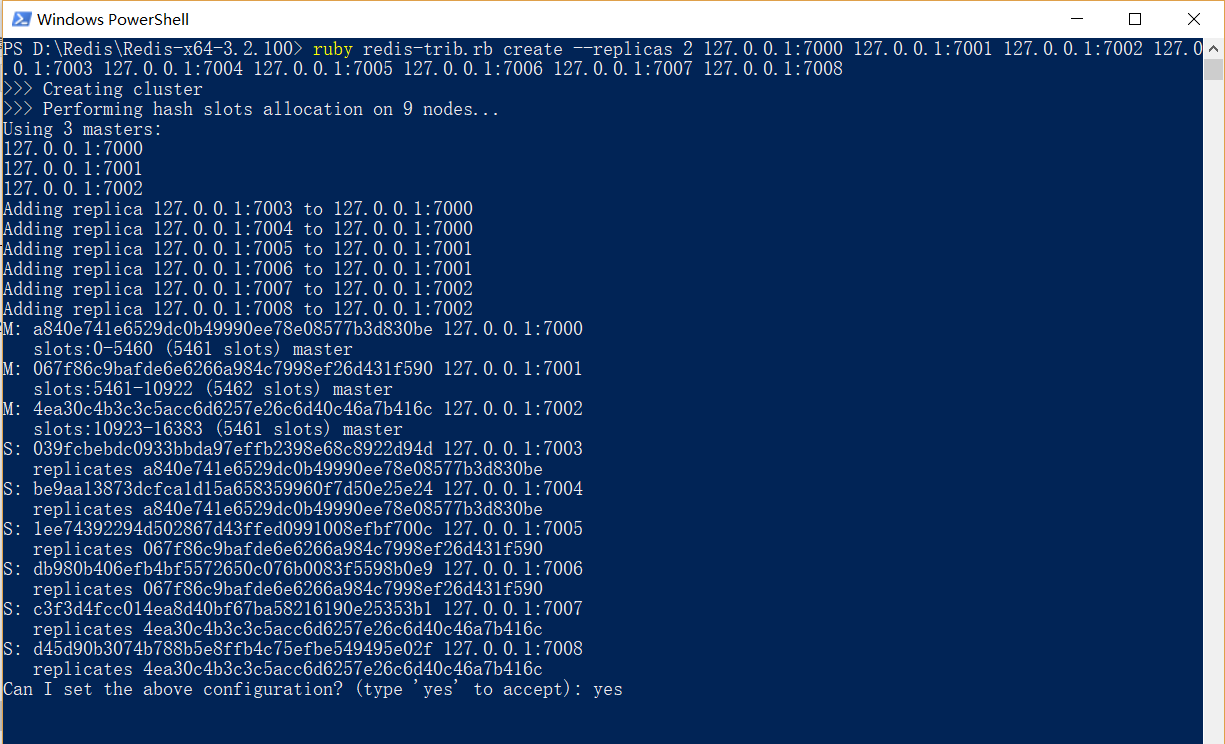 Windows PowerShell
PS D:\Redis\Redis-x64-3.2.100> ruby redis-trib.rb create --replicas 2 127.0.0.1:7000 127.0.0.1:7001 127.0.0.1:7002 127.0
.0.1:7003 127.0.0.1:7004 127.0.0.1:7005 127.0.0.1:7006 127.0.0.1:7007 127.0.0.1:7008
>>> Creating cluster
>>> Performing hash slots allocation on 9 nodes...
Using 3 masters:
127.0.0.1:7000
127.0.0.1:7001
127.0.0.1:7002
Adding replica 127.0.0.1:7003 to 127.0.0.1:7000
Adding replica 127.0.0.1:7004 to 127.0.0.1:7000
Adding replica 127.0.0.1:7005 to 127.0.0.1:7001
Adding replica 127.0.0.1:7006 to 127.0.0.1:7001
Adding replica 127.0.0.1:7007 to 127.0.0.1:7002
Adding replica 127.0.0.1:7008 to 127.0.0.1:7002
M: a840e741e6529dc0b49990ee78e08577b3d830be 127.0.0.1:7000
slots:0-5460 (5461 slots) master
M: 067f86c9bafde6e6266a984c7998ef26d431f590 127.0.0.1:7001
slots:5461-10922 (5462 slots) master
M: 4ea30c4b3c3c5acc6d6257e26c6d40c46a7b416c 127.0.0.1:7002
slots:10923-16383 (5461 slots) master
S: 039fcbebdc0933bbda97effb2398e68c8922d94d 127.0.0.1:7003
replicates a840e741e6529dc0b49990ee78e08577b3d830be
S: be9aa13873dcfca1d15a658359960f7d50e25e24 127.0.0.1:7004
replicates a840e741e6529dc0b49990ee78e08577b3d830be
S: 1ee74392294d502867d43ffed0991008efbf700c 127.0.0.1:7005
replicates 067f86c9bafde6e6266a984c7998ef26d431f590
S: db980b406efb4bf5572650c076b0083f5598b0e9 127.0.0.1:7006
replicates 067f86c9bafde6e6266a984c7998ef26d431f590
S: c3f3d4fcc014ea8d40bf67ba58216190e25353b1 127.0.0.1:7007
replicates 4ea30c4b3c3c5acc6d6257e26c6d40c46a7b416c
S: d45d90b3074b788b5e8ffb4c75efbe549495e02f 127.0.0.1:7008
replicates 4ea30c4b3c3c5acc6d6257e26c6d40c46a7b416c
Can I set the above configuration? (type 'yes' to accept): yes